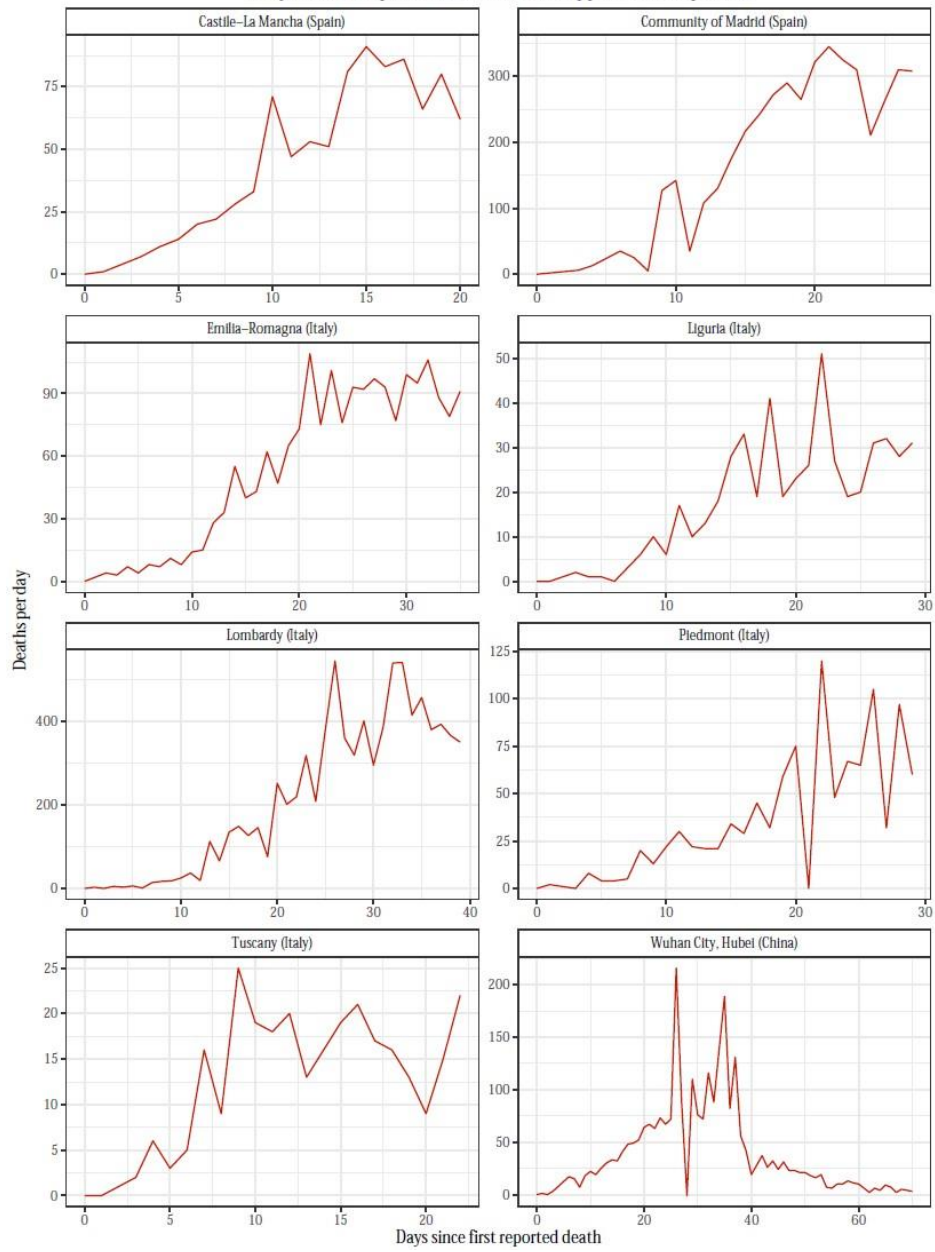 Castile–La Mancha (Spain)
Community of Madrid (Spain)
75
50
25
0
0 5 10 15 20
300
200
100
0
0 10 20
Emilia–Romagna (Italy)
Liguria (Italy)
90
60
30
0
0 10 20 30
50
40
30
20
10
0
0 10 20 30
Lombardy (Italy)
Piedmont (Italy)
400
200
0
0 10 20 30 40
125
100
75
50
25
0
0 10 20 30
Tuscany (Italy)
Wuhan City, Hubei (China)
25
20
15
10
5
0
0 5 10 15 20
200
150
100
50
0
0 20 40 60
Deaths per day
Days since first reported death